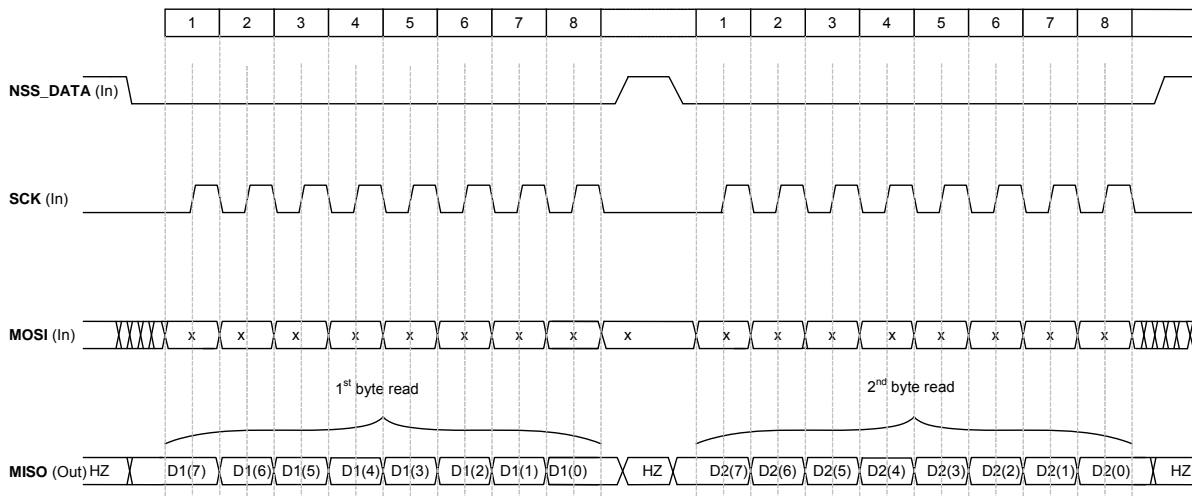 1 2 3 4 5 6 7 8 1 2 3 4 5 6 7 8
NSS_DATA (In)
SCK (In)
MOSI (In) x x x x x x x x x x x x x x x x x
1st byte read 2nd byte read
MISO (Out) HZ D1(7) D1(6) D1(5) D1(4) D1(3) D1(2) D1(1) D1(0) HZ D2(7) D2(6) D2(5) D2(4) D2(3) D2(2) D2(1) D2(0) HZ